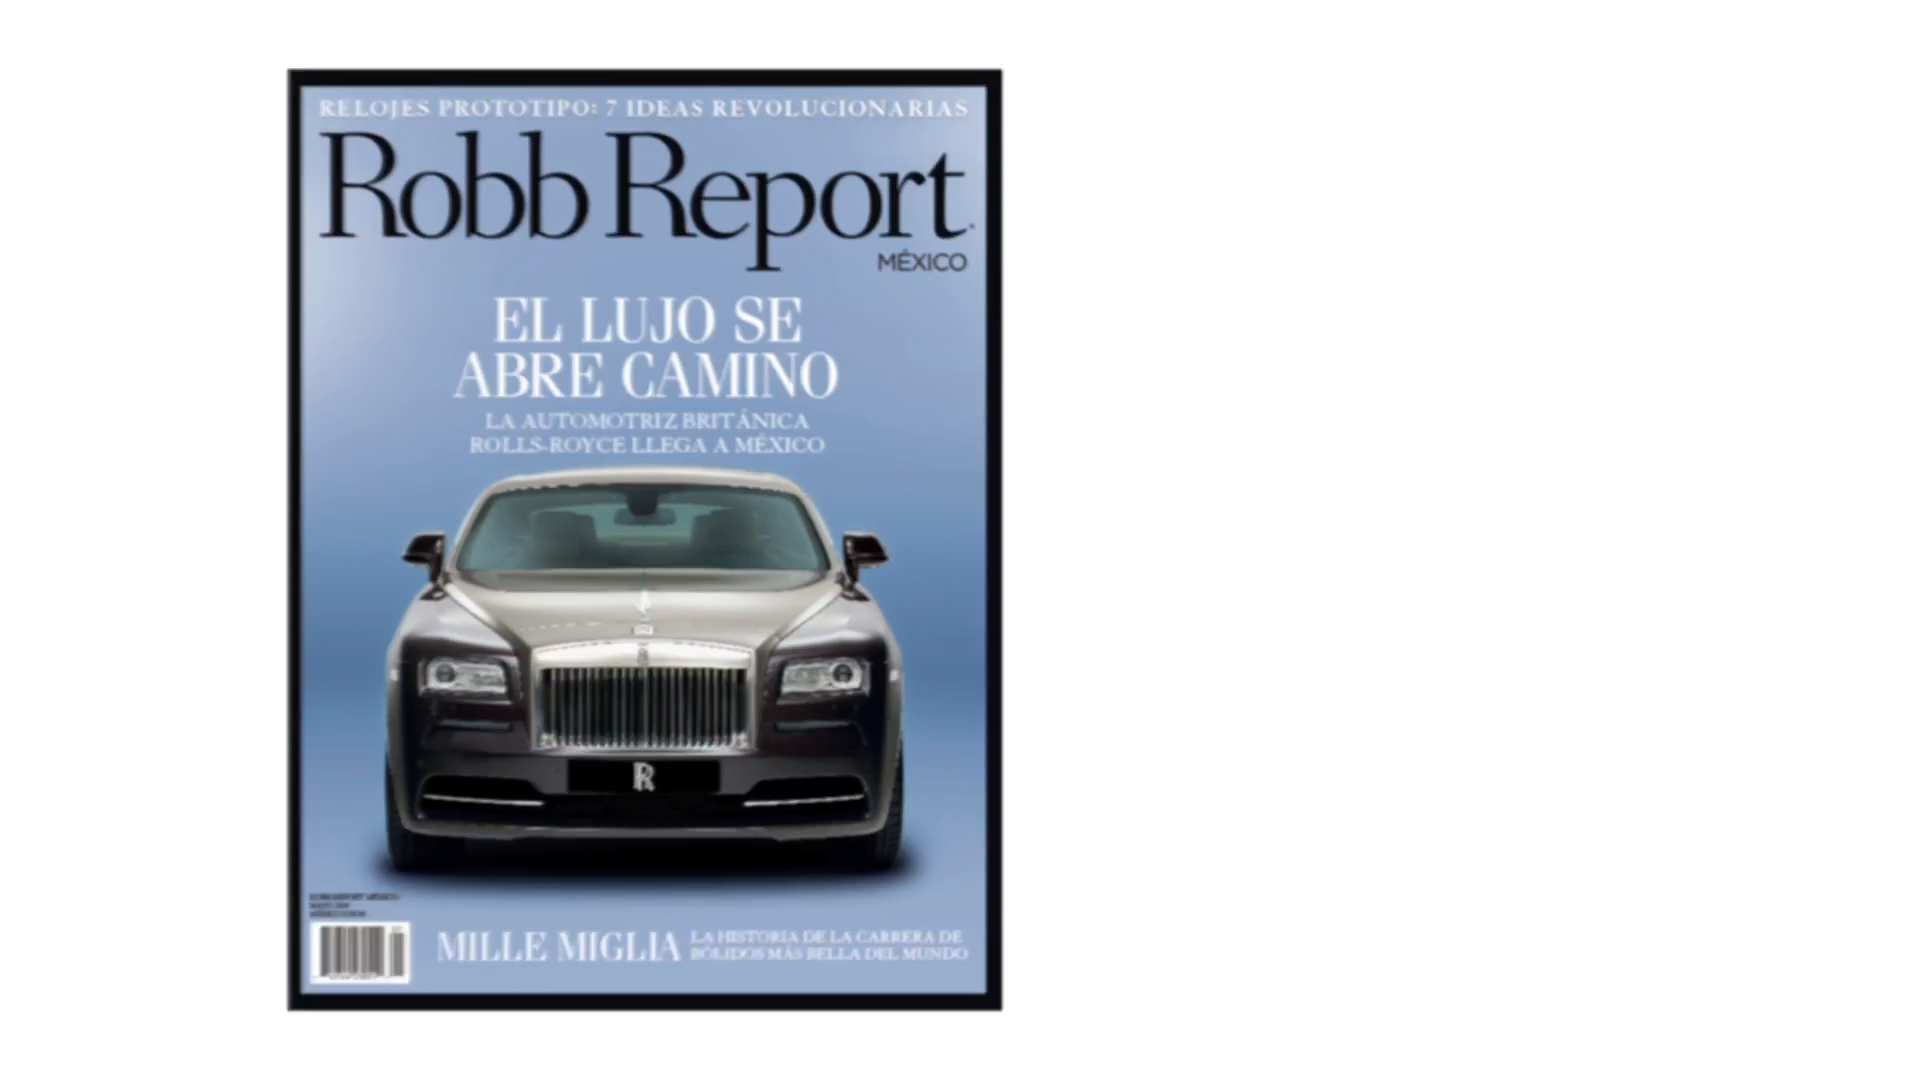 RELOJES PROTOTIPO: 7 IDEAS REVOLUCIONARIAS
Robb Report
MÉXICO
EL LUJO SE
ABRE CAMINO
LA AUTOMOTRIZ BRITÁNICA
ROLLS-ROYCE LLEGA A MÉXICO
MILLE MIGLIA
LA HISTORIA DE LA CARRERA DE
BÓLIDOS MÁS BELLA DEL MUNDO